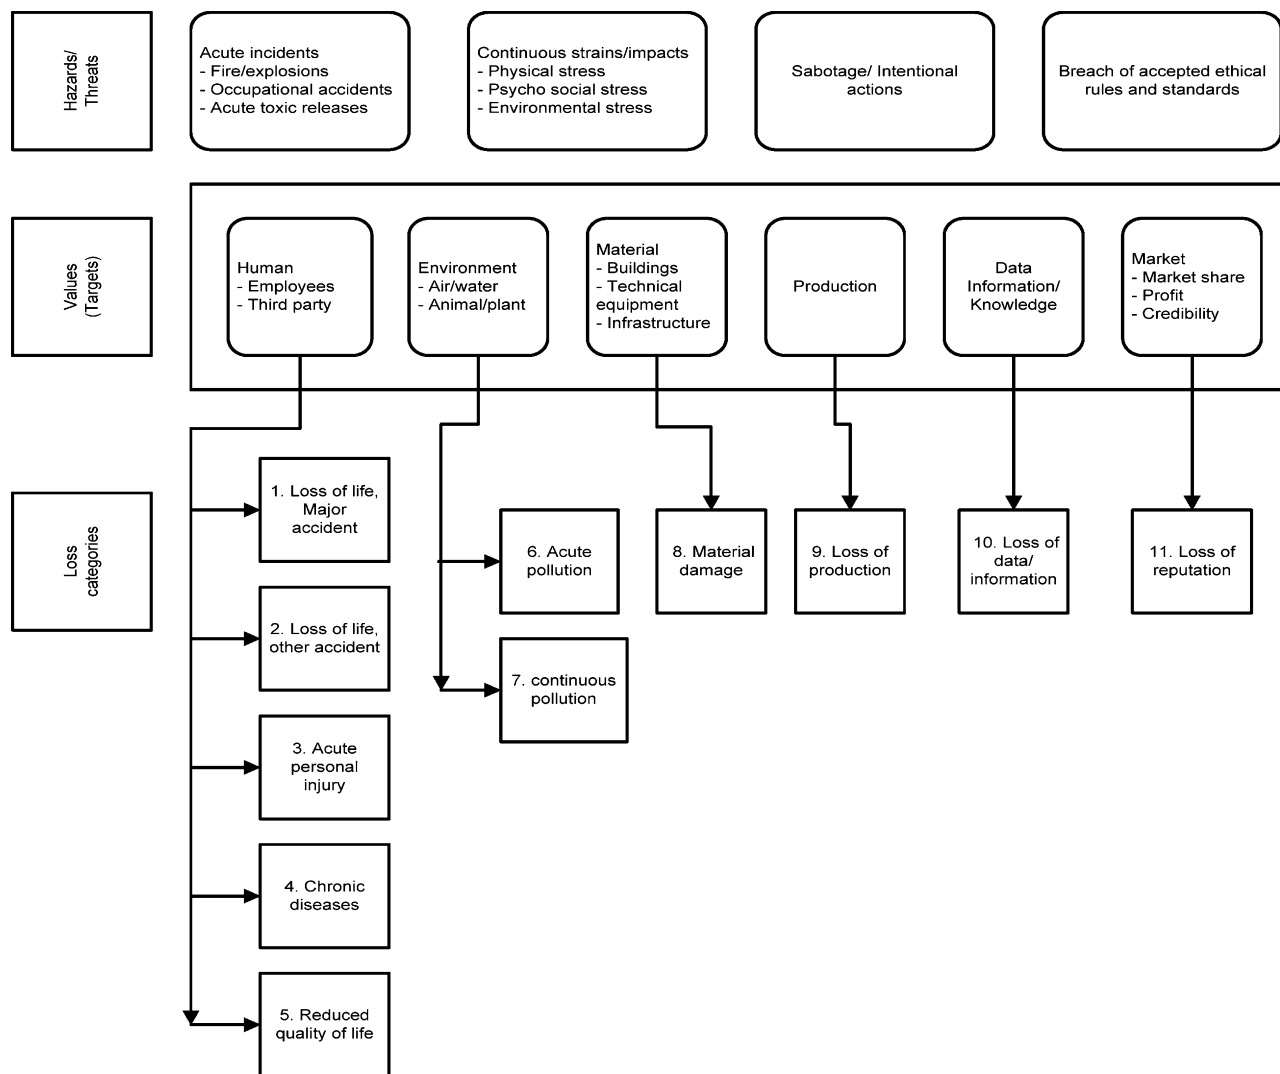 Hazards/
Threats
Acute incidents
- Fire/explosions
- Occupational accidents
- Acute toxic releases
Continuous strains/impacts
- Physical stress
- Psycho social stress
- Environmental stress
Sabotage/ Intentional
actions
Breach of accepted ethical
rules and standards
Values
(Targets)
Human
- Employees
- Third party
Environment
- Air/water
- Animal/plant
Material
- Buildings
- Technical
equipment
- Infrastructure
Production
Data
Information/
Knowledge
Market
- Market share
- Profit
- Credibility
Loss
categories
1. Loss of life,
Major
accident
2. Loss of life,
other accident
3. Acute
personal
injury
4. Chronic
diseases
5. Reduced
quality of life
6. Acute
pollution
7. continuous
pollution
8. Material
damage
9. Loss of
production
10. Loss of
data/
information
11. Loss of
reputation